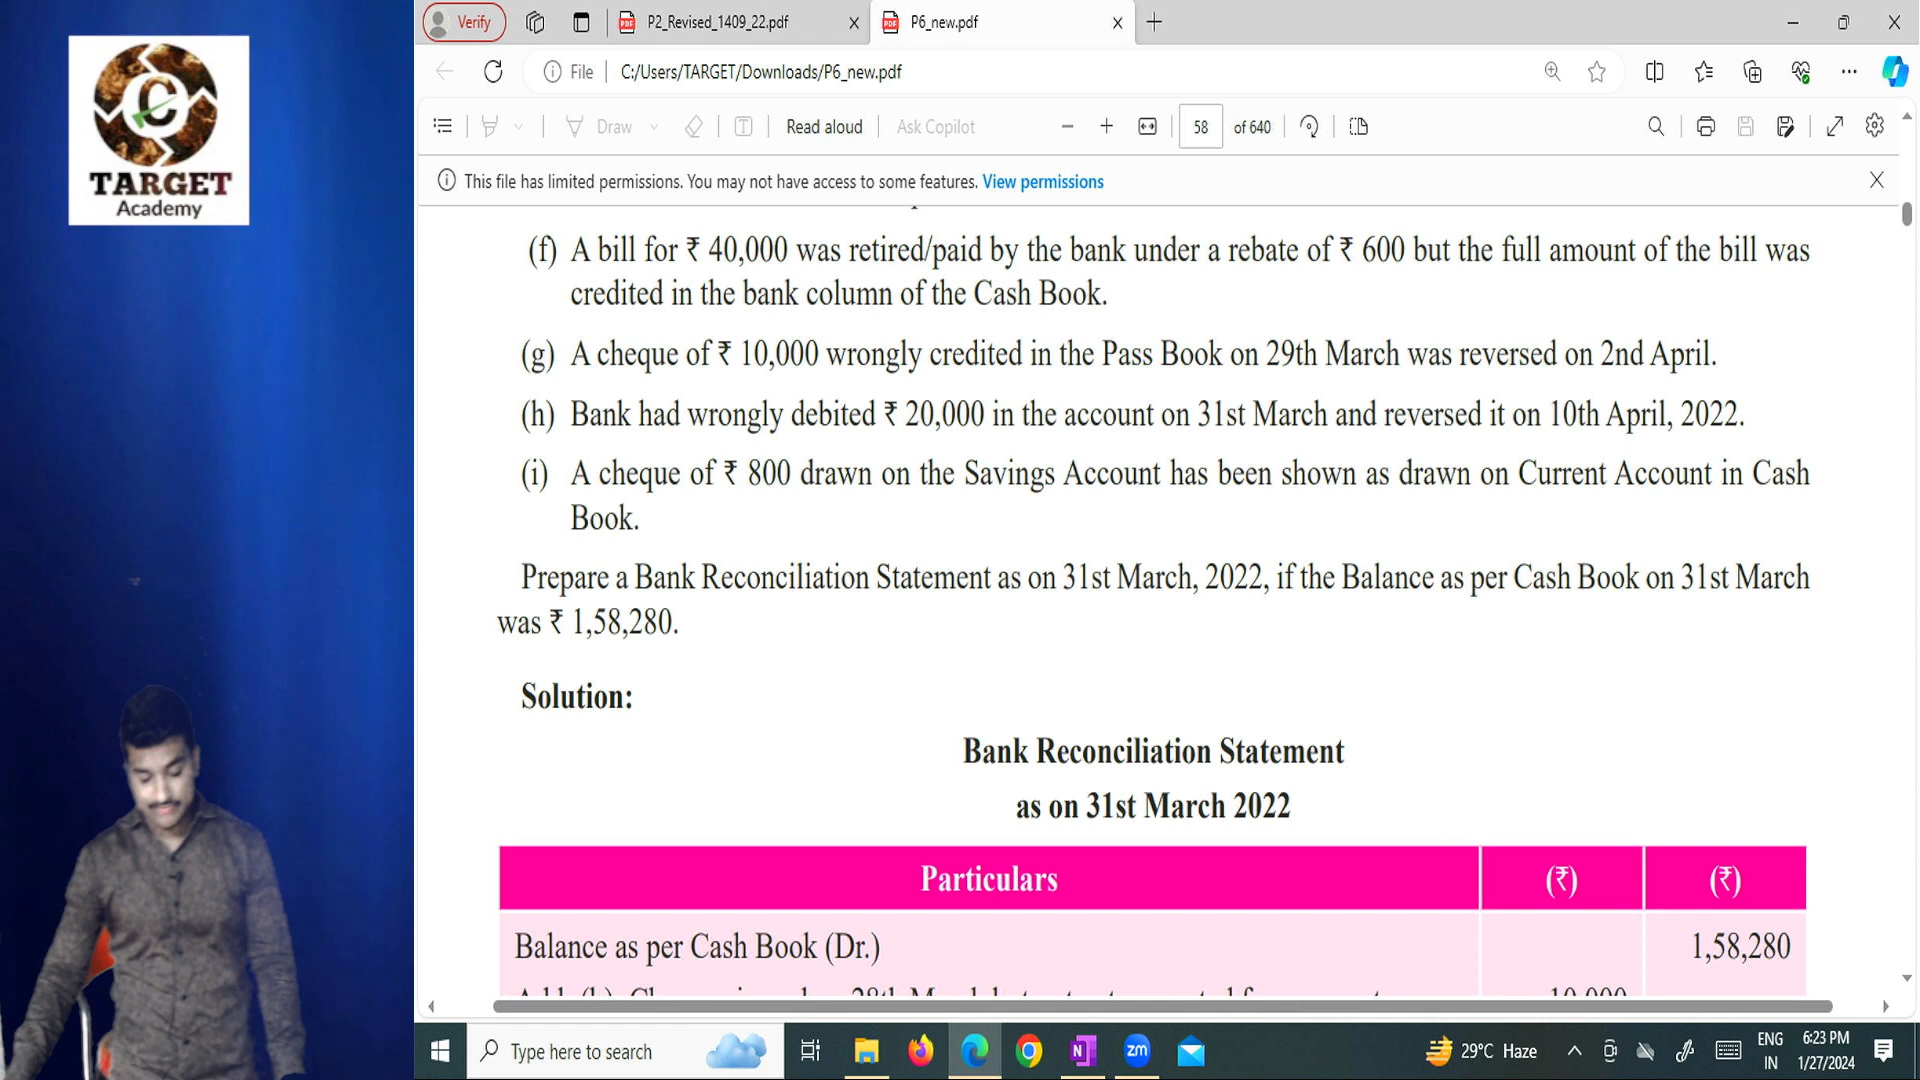 TARGET
Academy
Verify
P2_Revised_1409_22.pdf
P6_new.pdf
File
C:/Users/TARGET/Downloads/P6_new.pdf
Draw
Read aloud
Ask Copilot
58
of 640
This file has limited permissions. You may not have access to some features. View permissions
(f) A bill for ₹ 40,000 was retired/paid by the bank under a rebate of ₹ 600 but the full amount of the bill was
credited in the bank column of the Cash Book.
(g) A cheque of ₹ 10,000 wrongly credited in the Pass Book on 29th March was reversed on 2nd April.
(h) Bank had wrongly debited ₹ 20,000 in the account on 31st March and reversed it on 10th April, 2022.
(i) A cheque of ₹ 800 drawn on the Savings Account has been shown as drawn on Current Account in Cash
Book.
Prepare a Bank Reconciliation Statement as on 31st March, 2022, if the Balance as per Cash Book on 31st March
was ₹ 1,58,280.
Solution:
Bank Reconciliation Statement
as on 31st March 2022
Particulars (₹) (₹)
Balance as per Cash Book (Dr.) 1,58,280
Type here to search
29°C Haze
ENG
IN
6:23 PM
1/27/2024